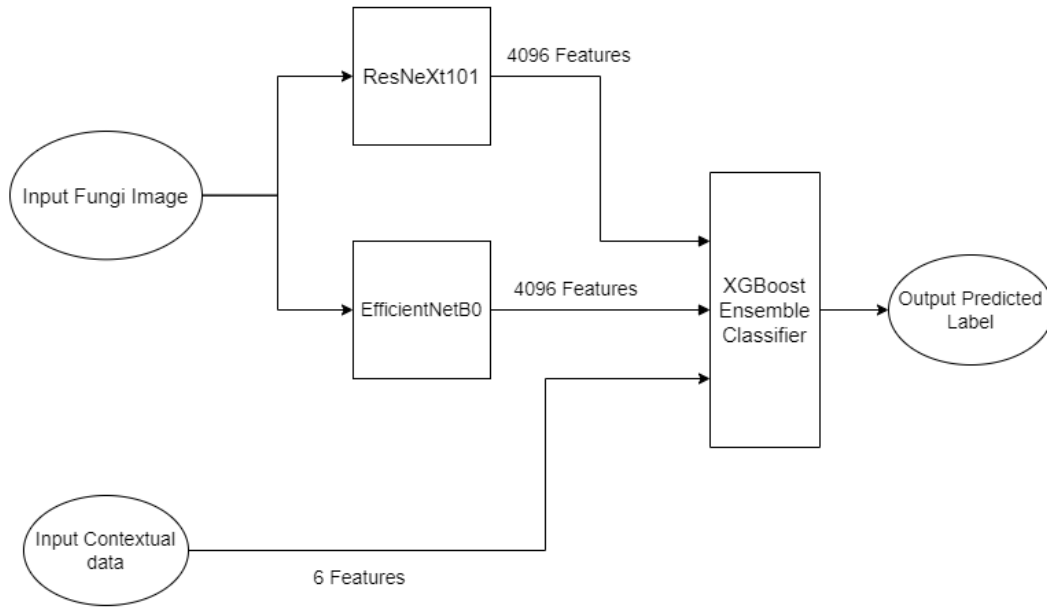 4096 Features
ResNeXt101
Input Fungi Image
4096 Features
EfficientNetB0
XGBoost
Ensemble
Classifier
Output Predicted
Label
Input Contextual
data
6 Features